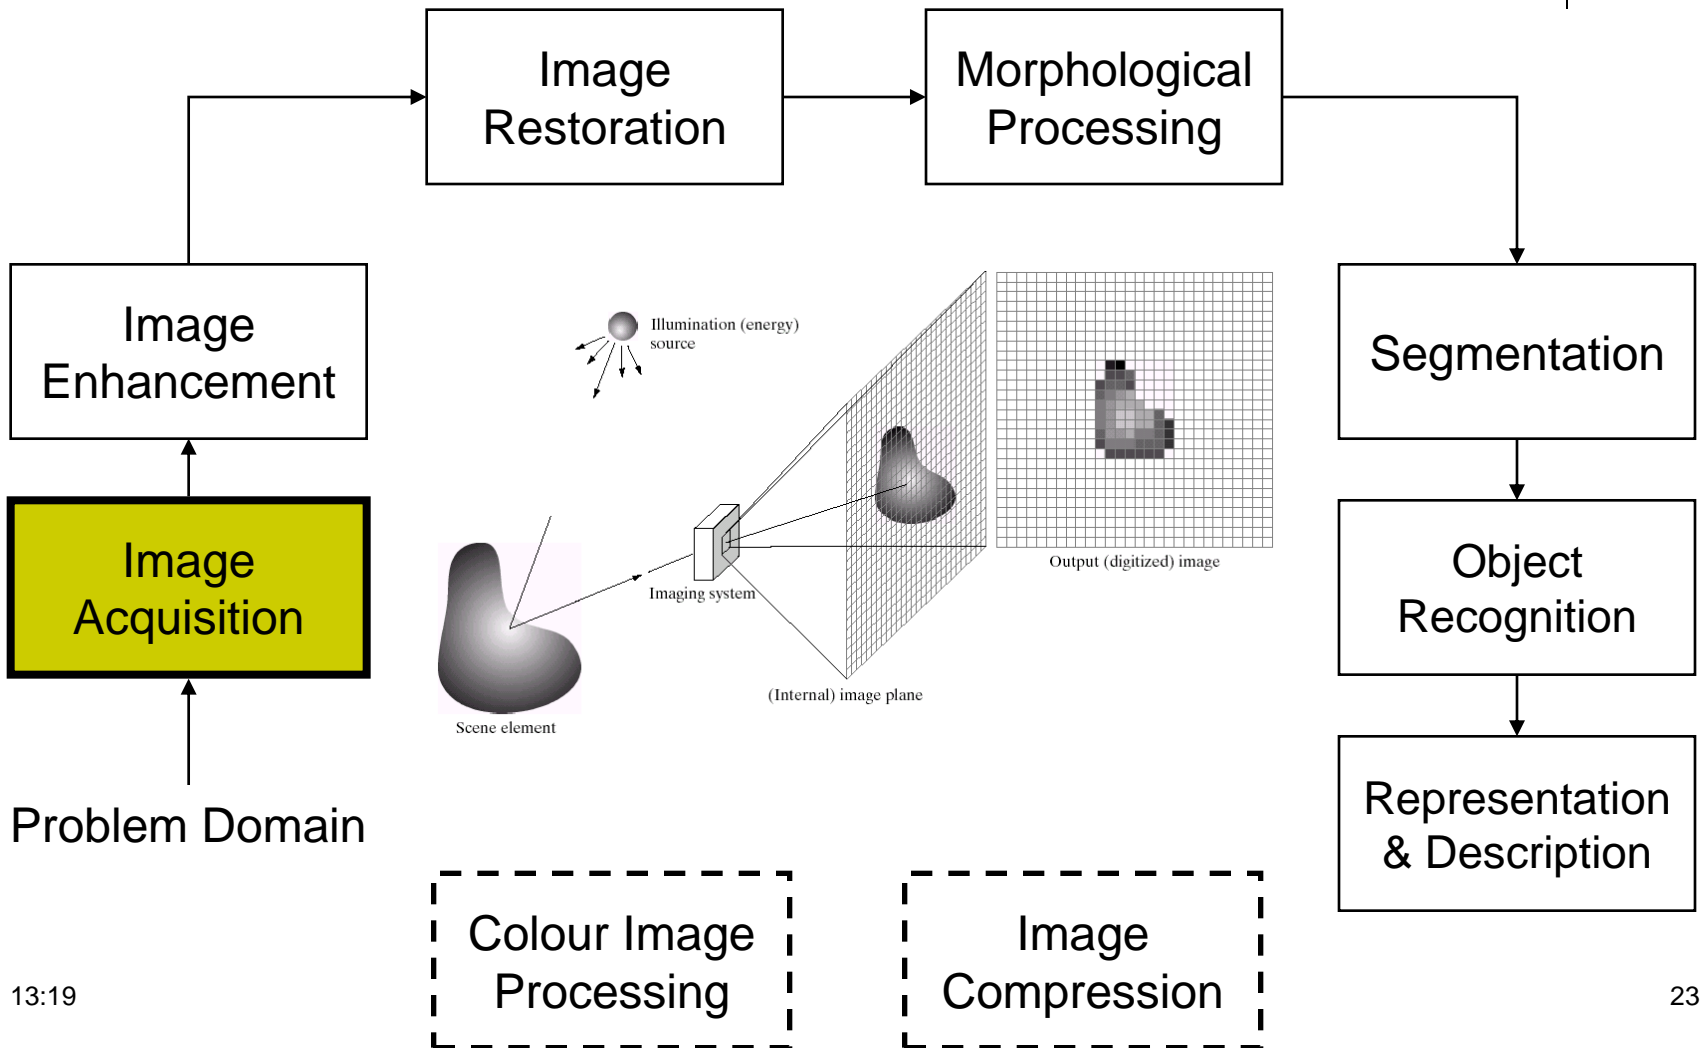 Image
Restoration
Morphological
Processing
Image
Enhancement
Illumination (energy)
source
Segmentation
Output (digitized) image
Image
Acquisition
Imaging system
Object
Recognition
(Internal) image plane
Scene element
Problem Domain
Representation
& Description
Colour Image
Processing
Image
Compression
13:19
23